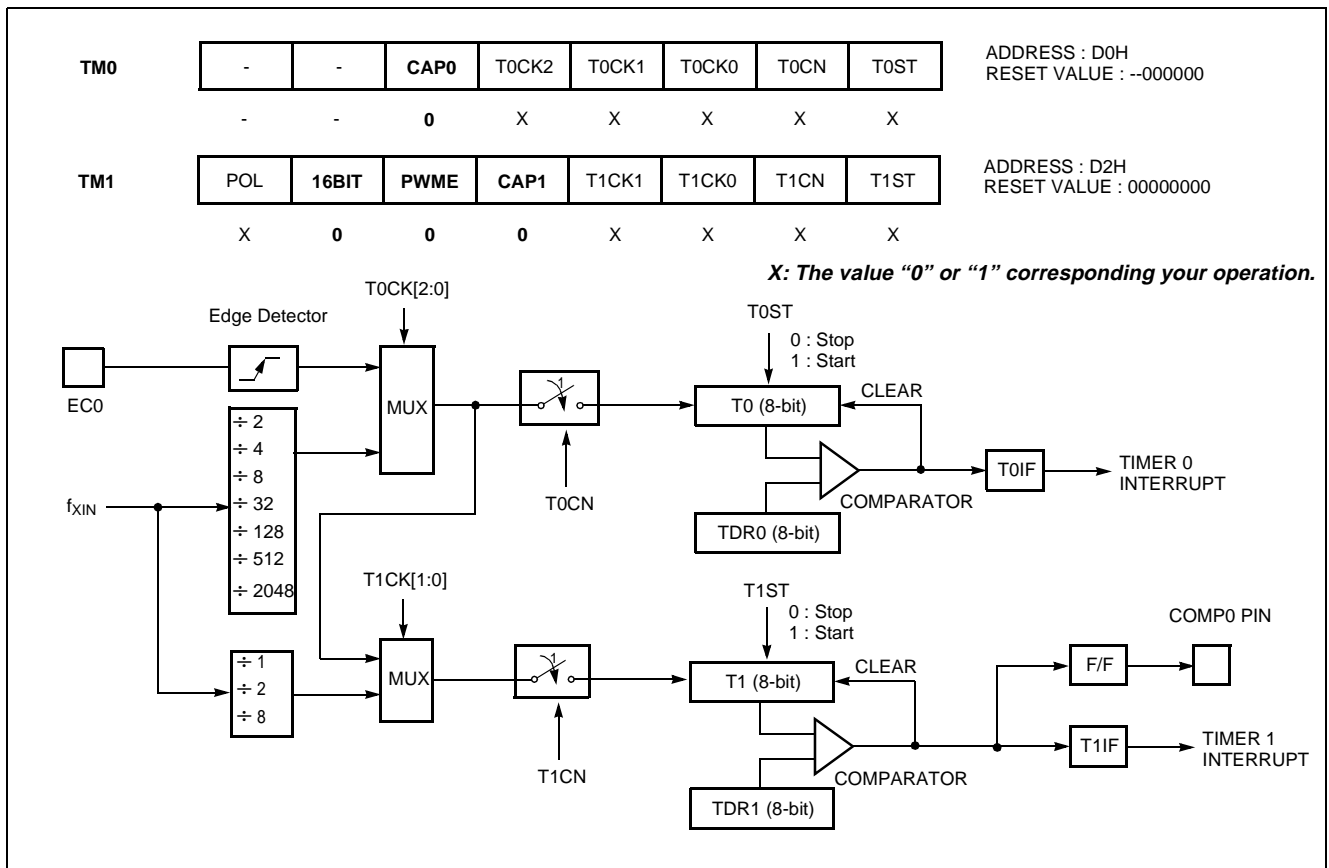 TM0 - - CAP0 T0CK2 T0CK1 T0CK0 T0CN T0ST
ADDRESS : D0H
RESET VALUE : --000000
- - 0 X X X X X
TM1 POL 16BIT PWME CAP1 T1CK1 T1CK0 T1CN T1ST
ADDRESS : D2H
RESET VALUE : 00000000
X 0 0 0 X X X X
X: The value “0” or “1” corresponding your operation.
T0CK[2:0]
Edge Detector
EC0
MUX
÷ 2
÷ 4
÷ 8
÷ 32
÷ 128
÷ 512
÷ 2048
fXIN
1
T0CN
T0ST
0 : Stop
1 : Start
T0 (8-bit)
CLEAR
COMPARATOR
TDR0 (8-bit)
T0IF
TIMER 0
INTERRUPT
T1CK[1:0]
÷ 1
÷ 2
÷ 8
MUX
1
T1CN
T1ST
0 : Stop
1 : Start
T1 (8-bit)
CLEAR
COMPARATOR
TDR1 (8-bit)
COMP0 PIN
F/F
T1IF
TIMER 1
INTERRUPT